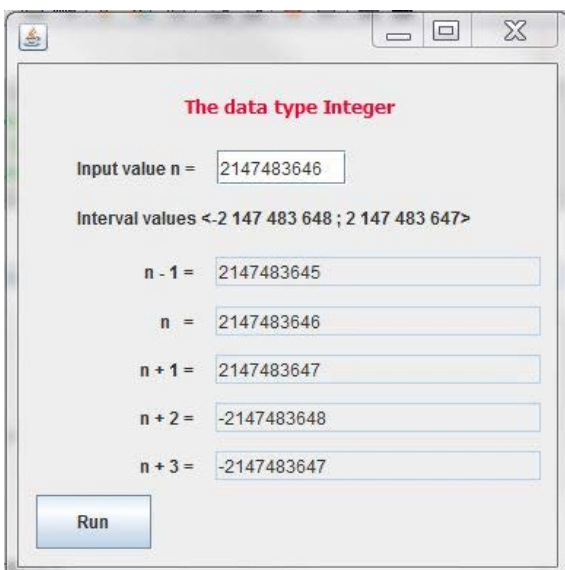 The data type Integer
Input value n = 2147483646
Interval values <-2 147 483 648 ; 2 147 483 647>
n - 1 = 2147483645
n = 2147483646
n + 1 = 2147483647
n + 2 = -2147483648
n + 3 = -2147483647
Run